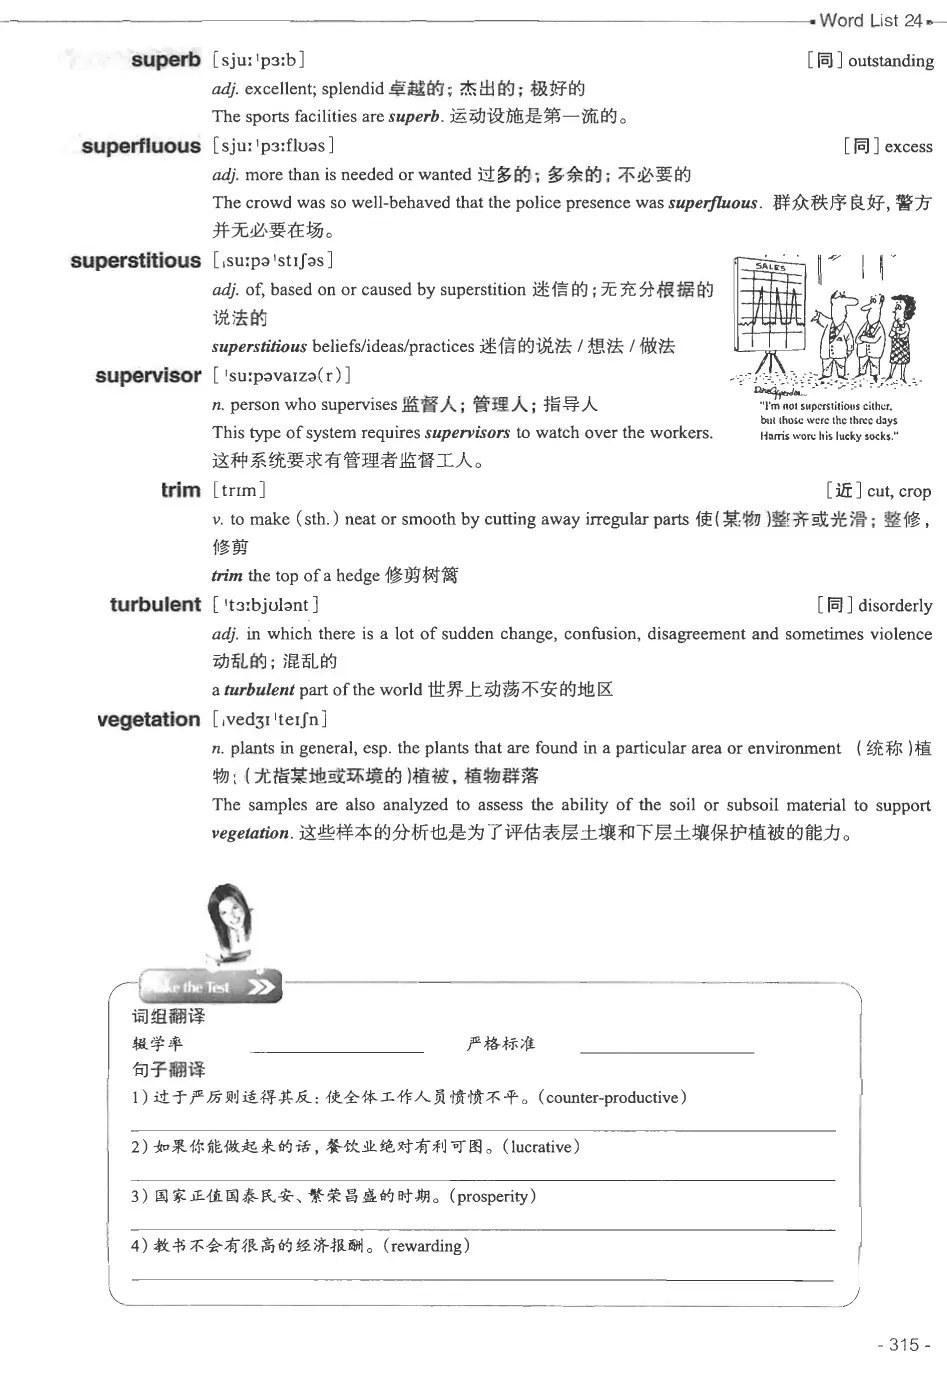 Word List 24
superb [sjuːˈpɜːb] [同] outstanding
adj. excellent; splendid 卓越的；杰出的；极好的
The sports facilities are superb. 运动设施是第一流的。
superfluous [sjuːˈpɜːflʊəs] [同] excess
adj. more than is needed or wanted 过多的；多余的；不必要的
The crowd was so well-behaved that the police presence was superfluous. 群众秩序良好，警方
并无必要在场。
superstitious [ˌsuːpəˈstɪʃəs]
adj. of, based on or caused by superstition 迷信的；无充分根据的
说法的
superstitious beliefs/ideas/practices 迷信的说法 / 想法 / 做法
SALES
"I'm not superstitious either,
but those were the three days
Harris wore his lucky socks."
supervisor [ˈsuːpəvaɪzə(r)]
n. person who supervises 监督人；管理人；指导人
This type of system requires supervisors to watch over the workers.
这种系统要求有管理者监督工人。
trim [trɪm] [近] cut, crop
v. to make (sth.) neat or smooth by cutting away irregular parts 使(某物)整齐或光滑；整修，
修剪
trim the top of a hedge 修剪树篱
turbulent [ˈtɜːbjʊlənt] [同] disorderly
adj. in which there is a lot of sudden change, confusion, disagreement and sometimes violence
动乱的；混乱的
a turbulent part of the world 世界上动荡不安的地区
vegetation [ˌvedʒɪˈteɪʃn]
n. plants in general, esp. the plants that are found in a particular area or environment (统称)植
物；(尤指某地或环境的)植被，植物群落
The samples are also analyzed to assess the ability of the soil or subsoil material to support
vegetation. 这些样本的分析也是为了评估表层土壤和下层土壤保护植被的能力。
the Test
词组翻译
辍学率 严格标准
句子翻译
1) 过于严厉则适得其反：使全体工作人员愤愤不平。(counter-productive)
2) 如果你能做起来的话，餐饮业绝对有利可图。(lucrative)
3) 国家正值国泰民安、繁荣昌盛的时期。(prosperity)
4) 教书不会有很高的经济报酬。(rewarding)
- 315 -